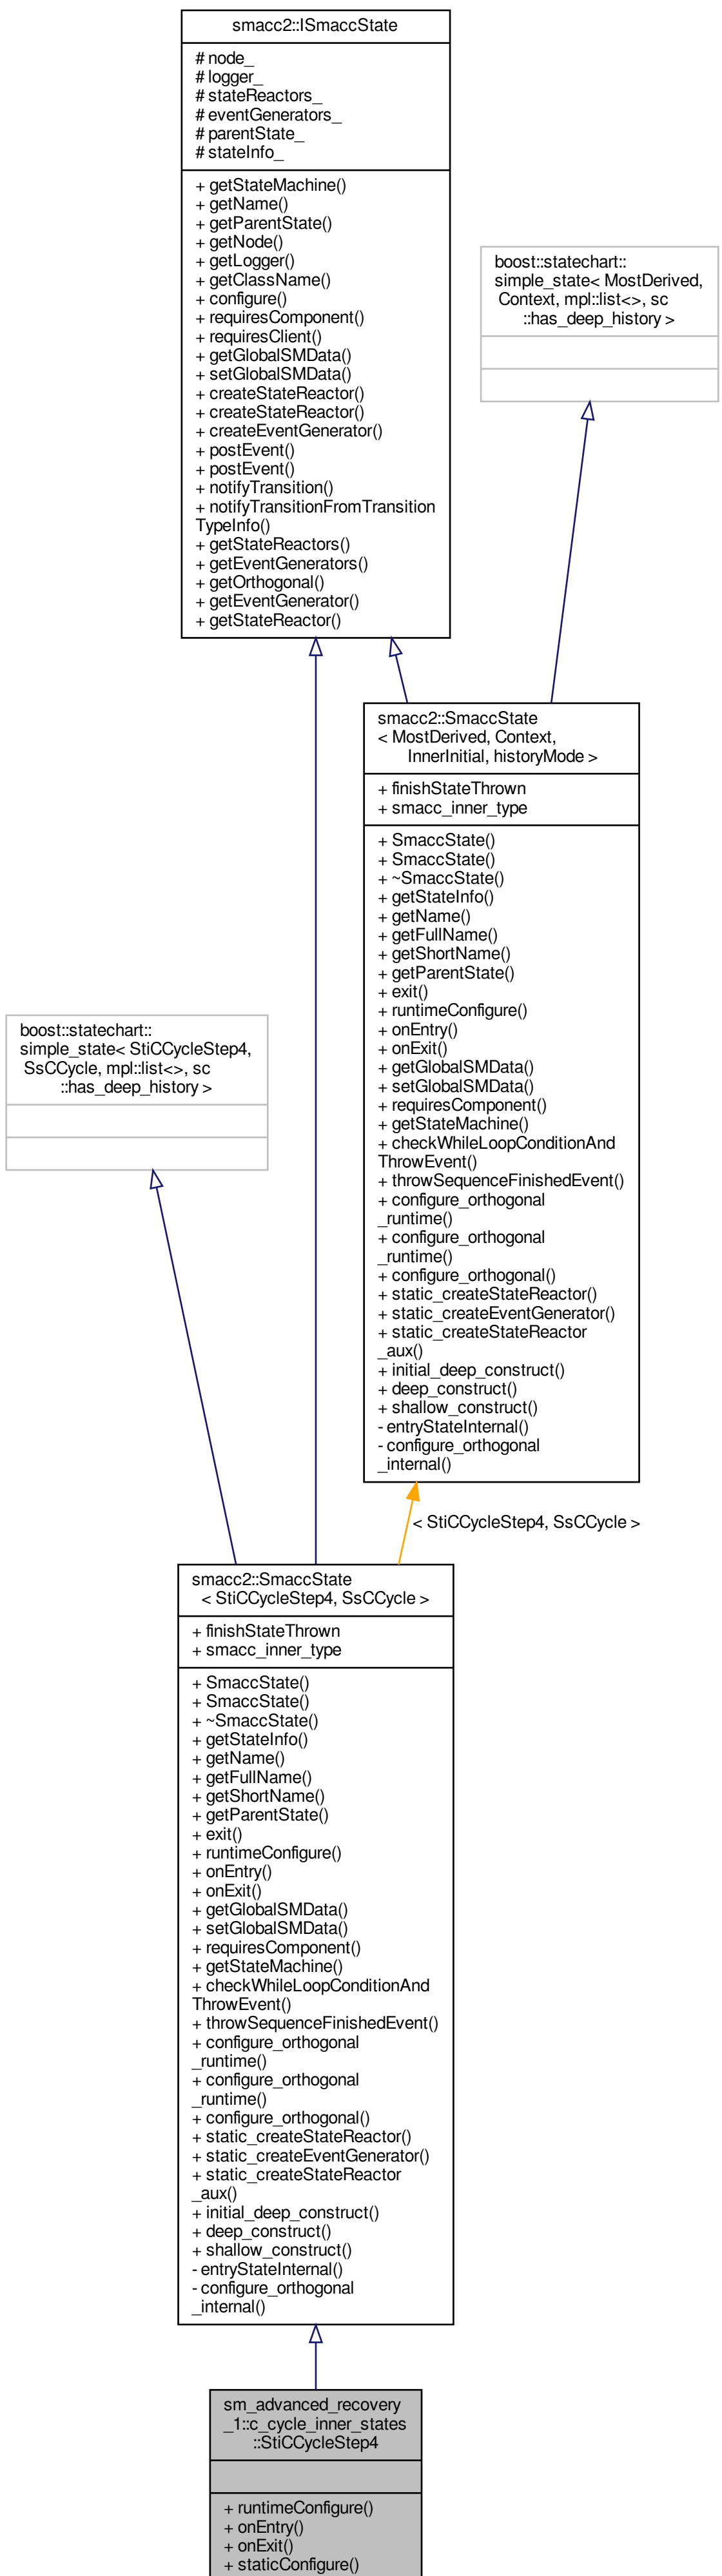 smacc2::ISmaccState
# node_
# logger_
# stateReactors_
# eventGenerators_
# parentState_
# stateInfo_
+ getStateMachine()
+ getName()
+ getParentState()
+ getNode()
+ getLogger()
+ getClassName()
+ configure()
+ requiresComponent()
+ requiresClient()
+ getGlobalSMData()
+ setGlobalSMData()
+ createStateReactor()
+ createStateReactor()
+ createEventGenerator()
+ postEvent()
+ postEvent()
+ notifyTransition()
+ notifyTransitionFromTransition
TypeInfo()
+ getStateReactors()
+ getEventGenerators()
+ getOrthogonal()
+ getEventGenerator()
+ getStateReactor()
boost::statechart::
simple_state< MostDerived,
Context, mpl::list<>, sc
::has_deep_history >
smacc2::SmaccState
< MostDerived, Context,
InnerInitial, historyMode >
+ finishStateThrown
+ smacc_inner_type
+ SmaccState()
+ SmaccState()
+ ~SmaccState()
+ getStateInfo()
+ getName()
+ getFullName()
+ getShortName()
+ getParentState()
+ exit()
+ runtimeConfigure()
+ onEntry()
+ onExit()
+ getGlobalSMData()
+ setGlobalSMData()
+ requiresComponent()
+ getStateMachine()
+ checkWhileLoopConditionAnd
ThrowEvent()
+ throwSequenceFinishedEvent()
+ configure_orthogonal
_runtime()
+ configure_orthogonal
_runtime()
+ configure_orthogonal()
+ static_createStateReactor()
+ static_createEventGenerator()
+ static_createStateReactor
_aux()
+ initial_deep_construct()
+ deep_construct()
+ shallow_construct()
- entryStateInternal()
- configure_orthogonal
_internal()
boost::statechart::
simple_state< StiCCycleStep4,
SsCCycle, mpl::list<>, sc
::has_deep_history >
< StiCCycleStep4, SsCCycle >
smacc2::SmaccState
< StiCCycleStep4, SsCCycle >
+ finishStateThrown
+ smacc_inner_type
+ SmaccState()
+ SmaccState()
+ ~SmaccState()
+ getStateInfo()
+ getName()
+ getFullName()
+ getShortName()
+ getParentState()
+ exit()
+ runtimeConfigure()
+ onEntry()
+ onExit()
+ getGlobalSMData()
+ setGlobalSMData()
+ requiresComponent()
+ getStateMachine()
+ checkWhileLoopConditionAnd
ThrowEvent()
+ throwSequenceFinishedEvent()
+ configure_orthogonal
_runtime()
+ configure_orthogonal
_runtime()
+ configure_orthogonal()
+ static_createStateReactor()
+ static_createEventGenerator()
+ static_createStateReactor
_aux()
+ initial_deep_construct()
+ deep_construct()
+ shallow_construct()
- entryStateInternal()
- configure_orthogonal
_internal()
sm_advanced_recovery
_1::c_cycle_inner_states
::StiCCycleStep4
+ runtimeConfigure()
+ onEntry()
+ onExit()
+ staticConfigure()